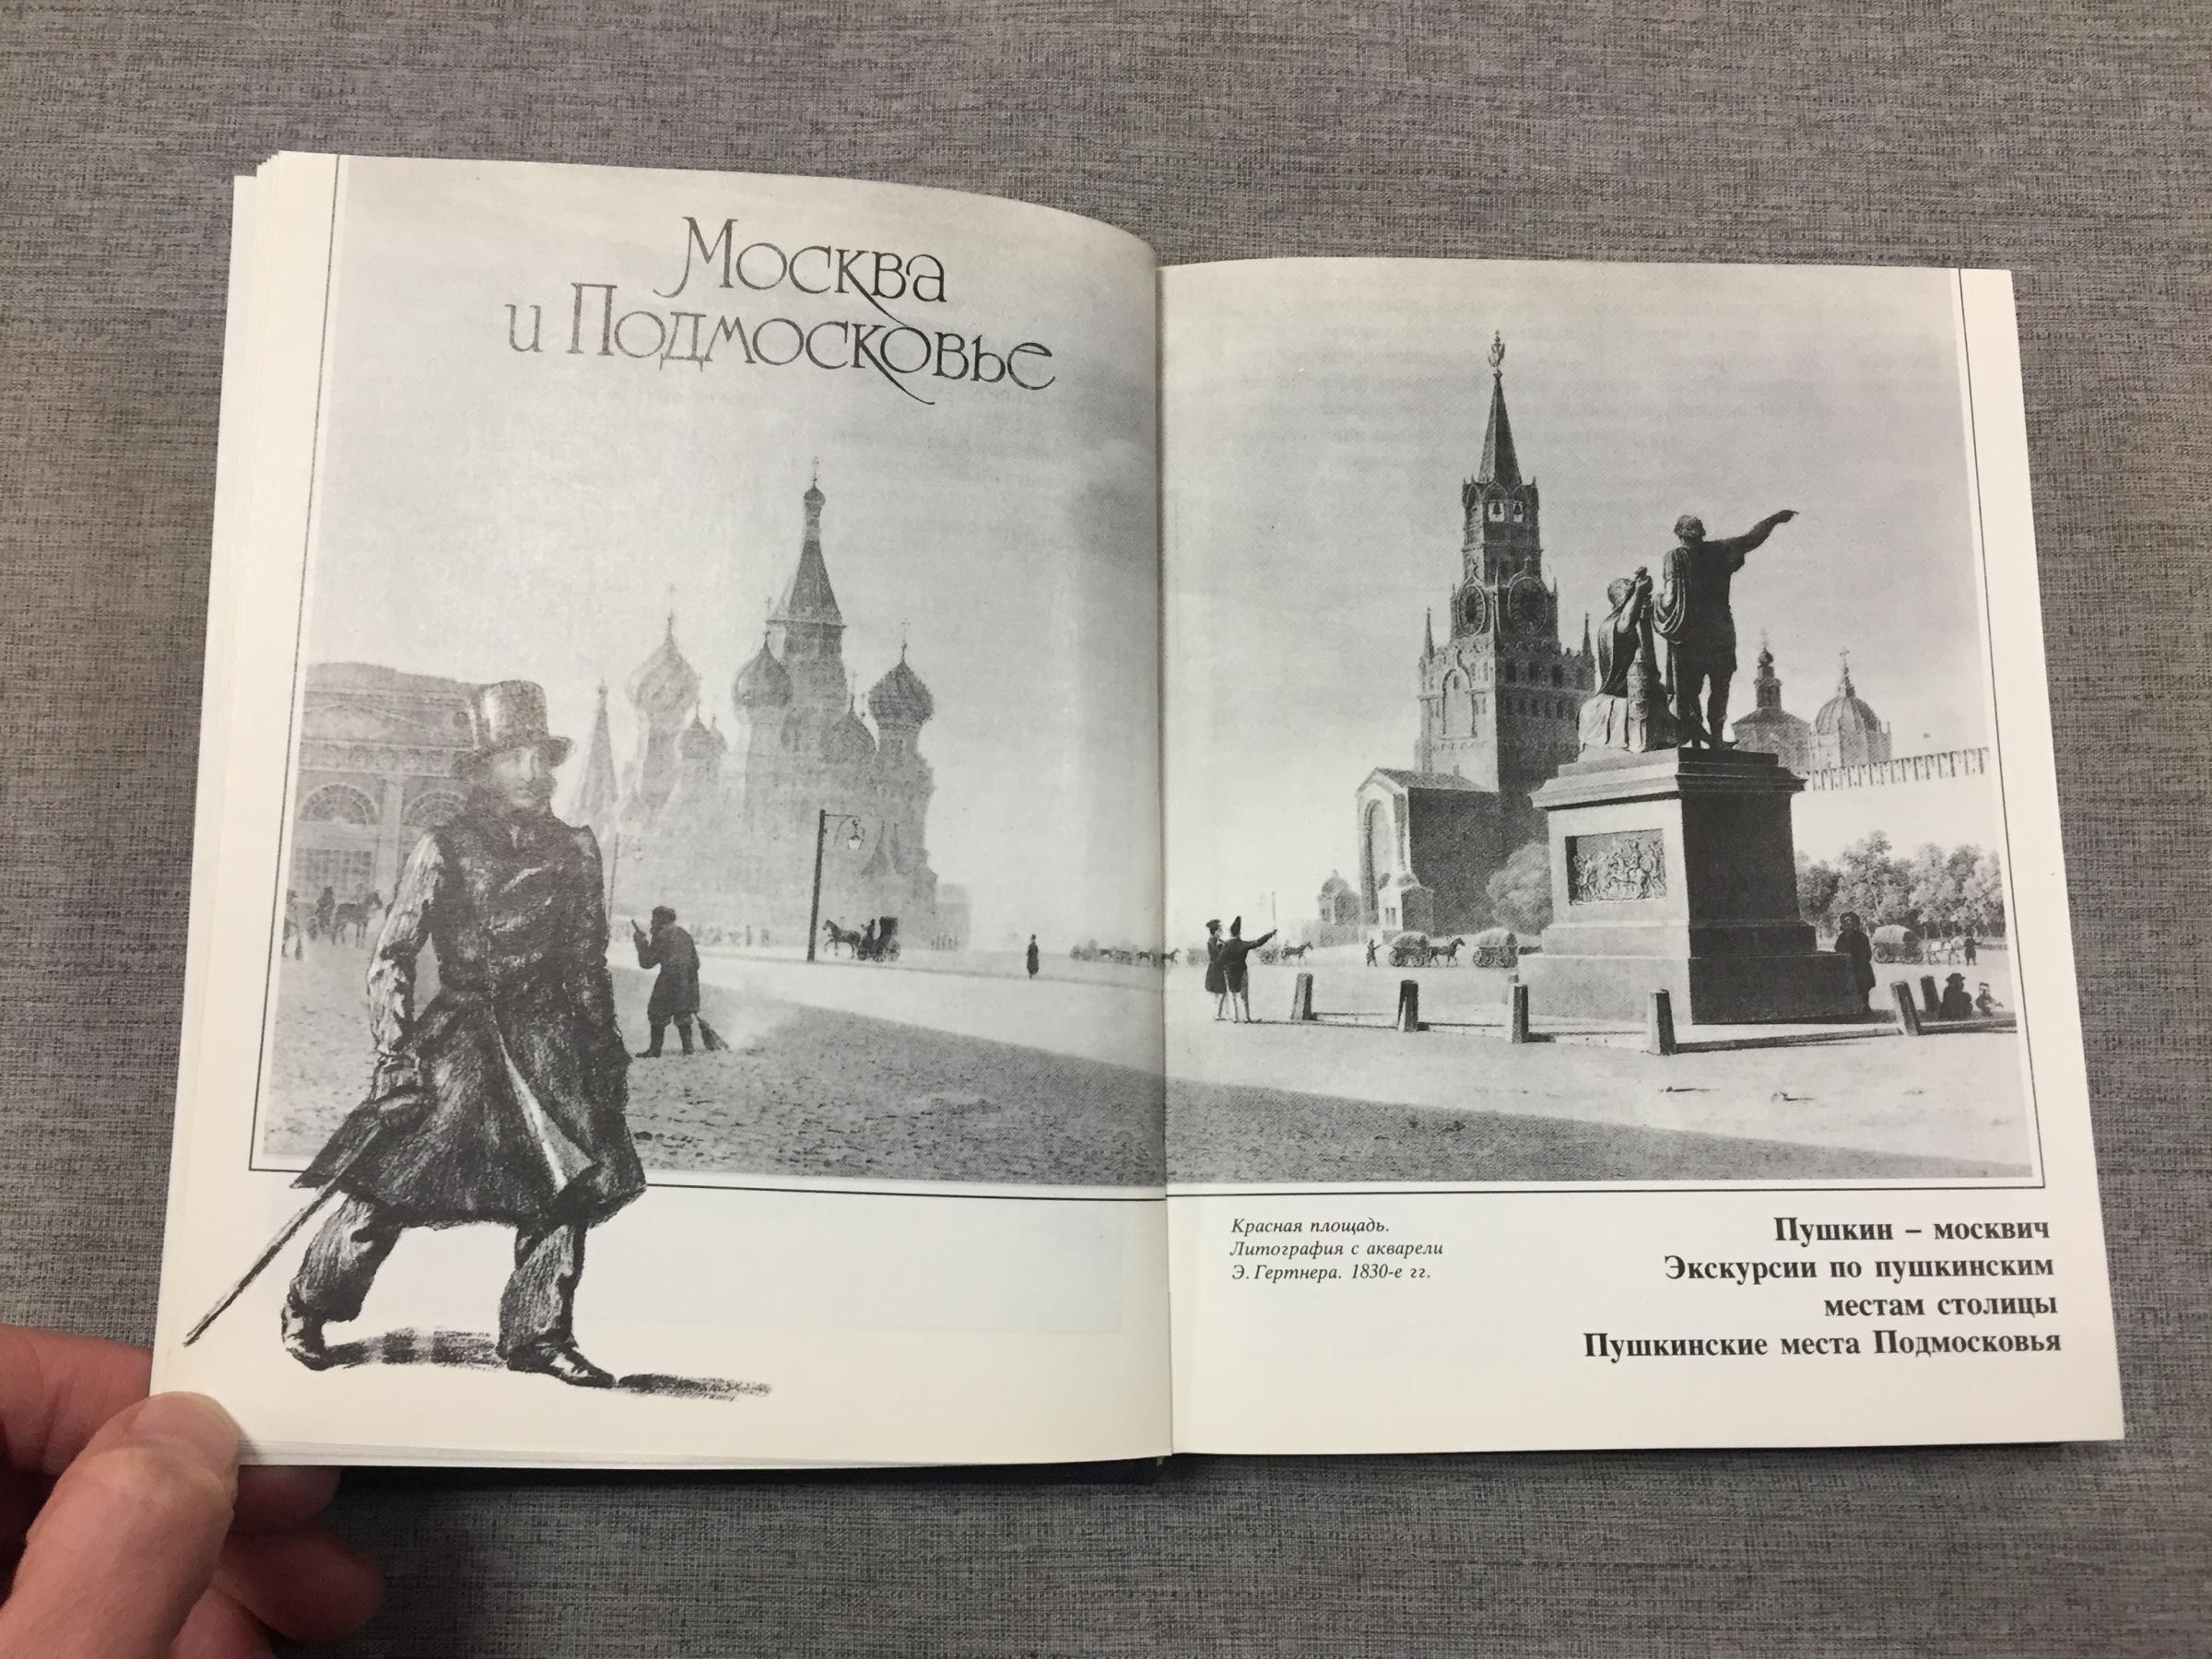 Москва
и Подмосковье
Красная площадь.
Литография с акварели
Э. Гертнера. 1830-е гг.
Пушкин – москвич
Экскурсии по пушкинским
местам столицы
Пушкинские места Подмосковья